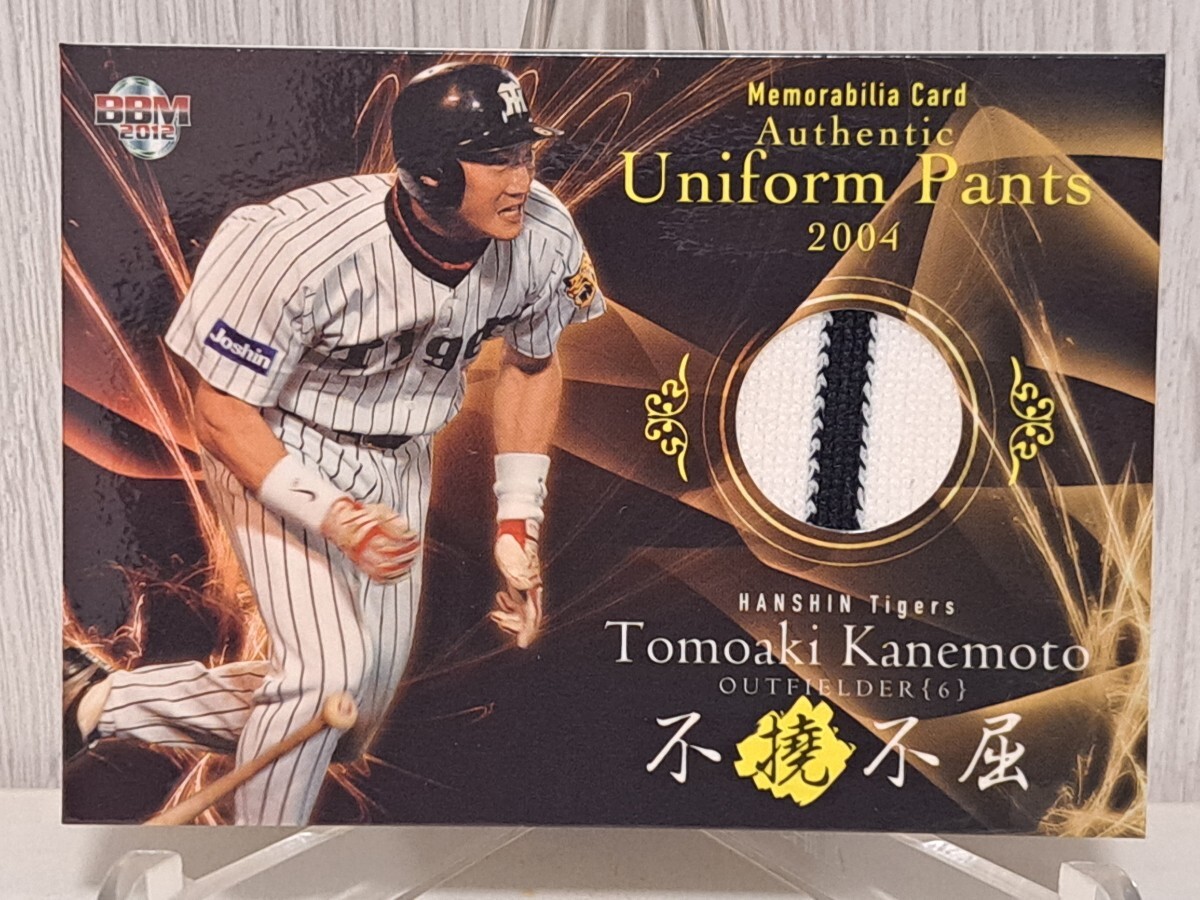 BBM
2012
Memorabilia Card
Authentic
Uniform Pants
2004
Joshin
Tigers
HANSHIN Tigers
Tomoaki Kanemoto
OUTFIELDER{6}
不撓不屈